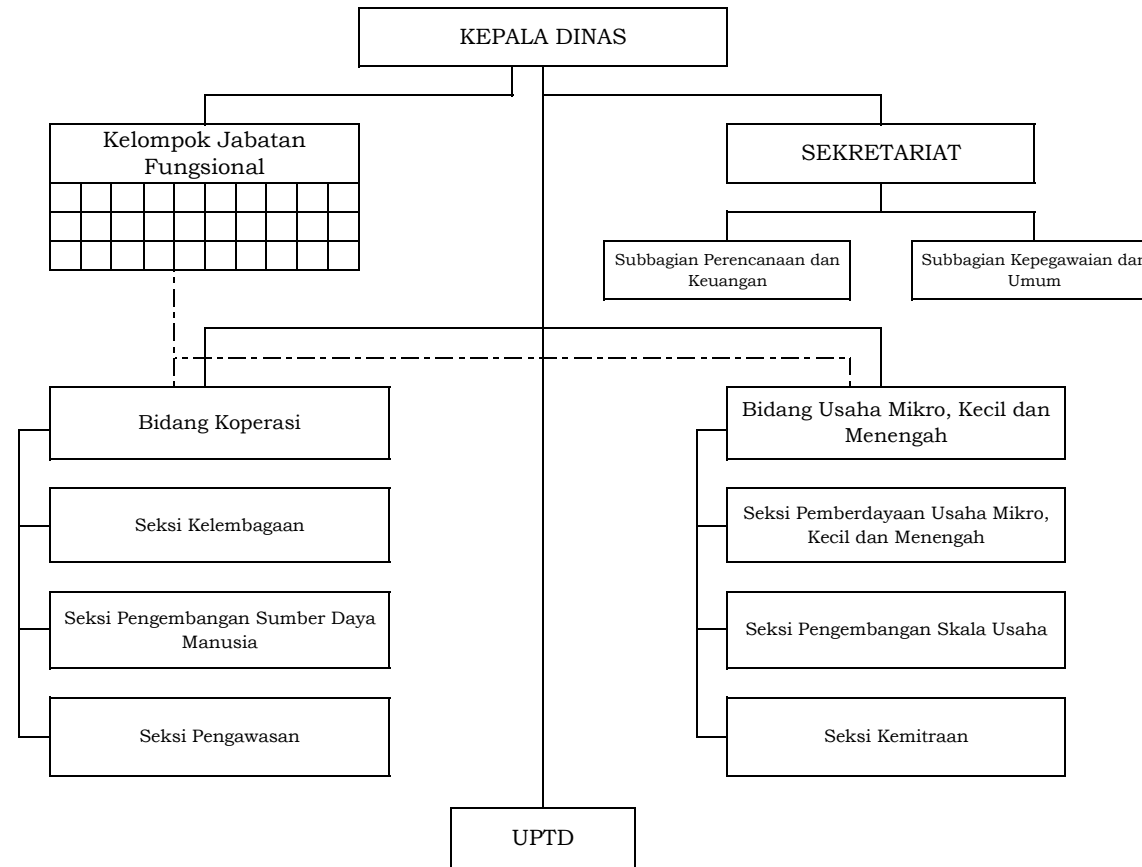 KEPALA DINAS
Kelompok Jabatan
Fungsional
SEKRETARIAT
Subbagian Perencanaan dan
Keuangan
Subbagian Kepegawaian dan
Umum
Bidang Koperasi
Bidang Usaha Mikro, Kecil dan
Menengah
Seksi Kelembagaan
Seksi Pemberdayaan Usaha Mikro,
Kecil dan Menengah
Seksi Pengembangan Sumber Daya
Manusia
Seksi Pengembangan Skala Usaha
Seksi Pengawasan
Seksi Kemitraan
UPTD